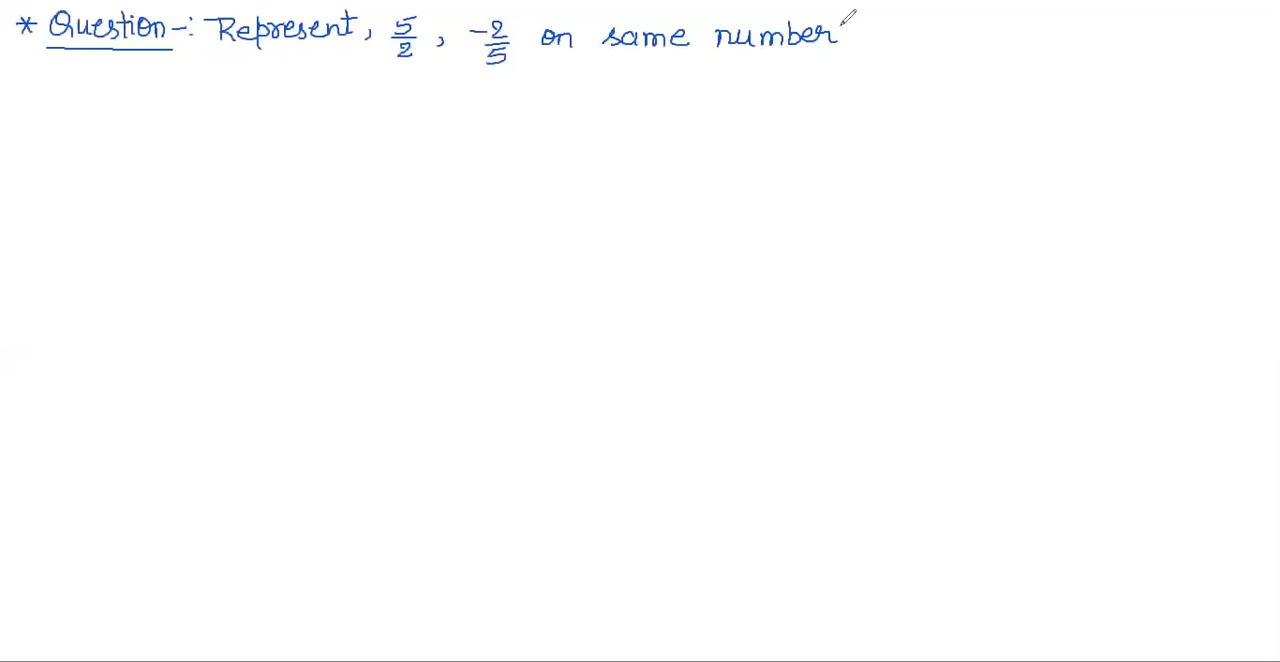 * Question-: Represent, 5/2, -2/5 on same number